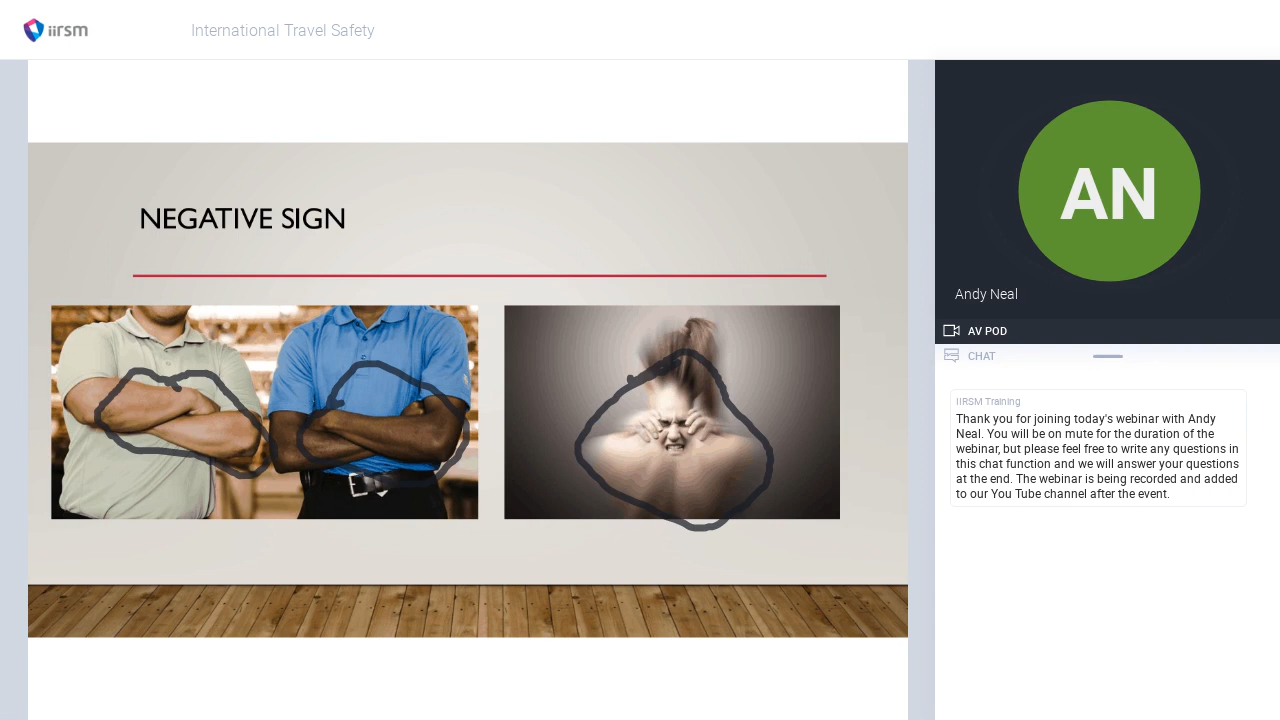 iirsm
International Travel Safety
NEGATIVE SIGN
AN
Andy Neal
AV POD
CHAT
IIRSM Training
Thank you for joining today's webinar with Andy
Neal. You will be on mute for the duration of the
webinar, but please feel free to write any questions in
this chat function and we will answer your questions
at the end. The webinar is being recorded and added
to our You Tube channel after the event.